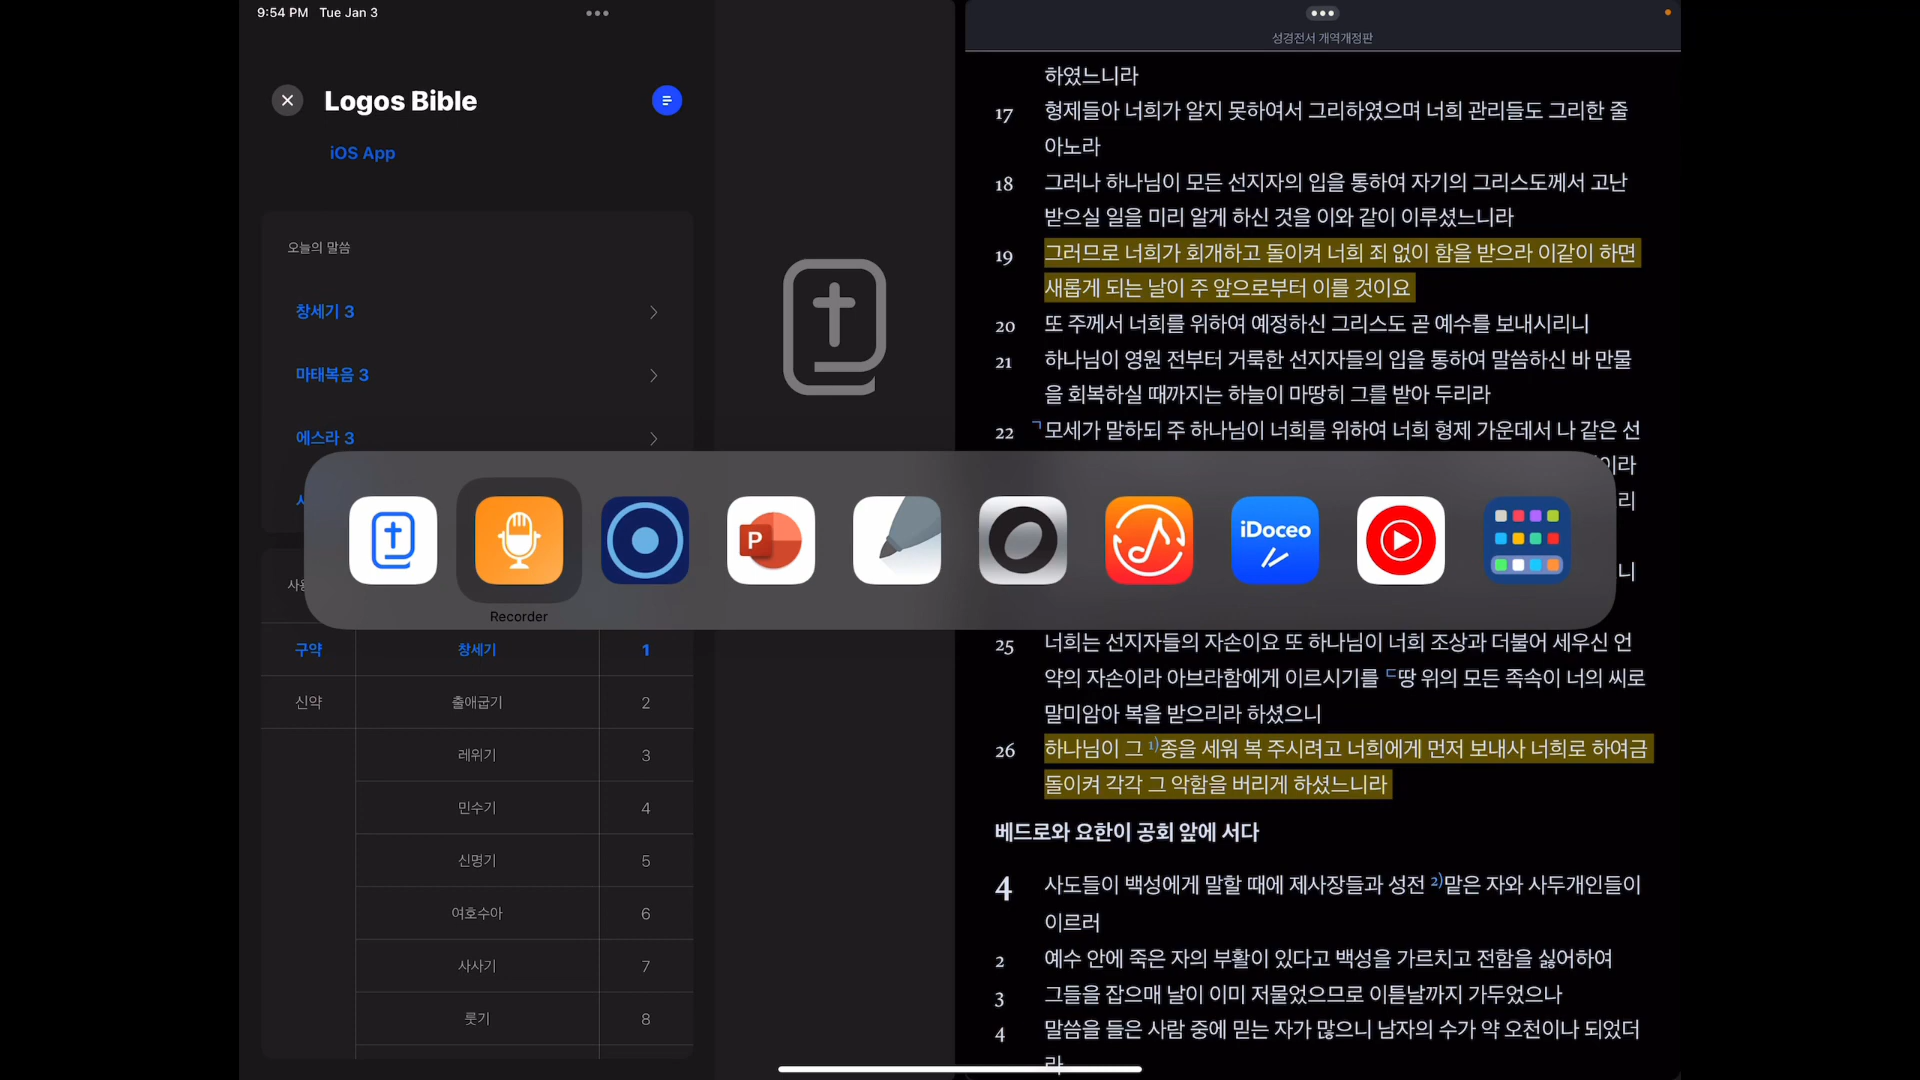 9:54 PM Tue Jan 3
Logos Bible
iOS App
오늘의 말씀
창세기 3
마태복음 3
에스라 3
구약
창세기
1
신약
출애굽기
2
레위기
3
민수기
4
신명기
5
여호수아
6
사사기
7
룻기
8
Recorder
P
iDoceo
성경전서 개역개정판
하였느니라
17 형제들아 너희가 알지 못하여서 그리하였으며 너희 관리들도 그리한 줄
아노라
18 그러나 하나님이 모든 선지자의 입을 통하여 자기의 그리스도께서 고난
받으실 일을 미리 알게 하신 것을 이와 같이 이루셨느니라
19 그러므로 너희가 회개하고 돌이켜 너희 죄 없이 함을 받으라 이같이 하면
새롭게 되는 날이 주 앞으로부터 이를 것이요
20 또 주께서 너희를 위하여 예정하신 그리스도 곧 예수를 보내시리니
21 하나님이 영원 전부터 거룩한 선지자들의 입을 통하여 말씀하신 바 만물
을 회복하실 때까지는 하늘이 마땅히 그를 받아 두리라
22 ㄱ모세가 말하되 주 하나님이 너희를 위하여 너희 형제 가운데서 나 같은 선
이라
리
니
25 너희는 선지자들의 자손이요 또 하나님이 너희 조상과 더불어 세우신 언
약의 자손이라 아브라함에게 이르시기를 ㄷ땅 위의 모든 족속이 너의 씨로
말미암아 복을 받으리라 하셨으니
26 하나님이 그 1)종을 세워 복 주시려고 너희에게 먼저 보내사 너희로 하여금
돌이켜 각각 그 악함을 버리게 하셨느니라
베드로와 요한이 공회 앞에 서다
4 사도들이 백성에게 말할 때에 제사장들과 성전 2)맡은 자와 사두개인들이
이르러
2 예수 안에 죽은 자의 부활이 있다고 백성을 가르치고 전함을 싫어하여
3 그들을 잡으매 날이 이미 저물었으므로 이튿날까지 가두었으나
4 말씀을 들은 사람 중에 믿는 자가 많으니 남자의 수가 약 오천이나 되었더
라